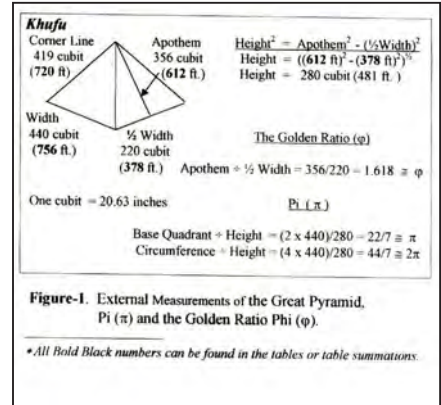 Khufu
Corner Line
419 cubit
(720 ft)
Apothem
356 cubit
(612 ft.)
Height² = Apothem² - (½Width)²
Height = ((612 ft)² - (378 ft)²)^½
Height = 280 cubit (481 ft. )
Width
440 cubit
(756 ft.)
½ Width
220 cubit
(378 ft.)
The Golden Ratio (φ)
Apothem ÷ ½ Width = 356/220 = 1.618 ≅ φ
One cubit = 20.63 inches
Pi ( π )
Base Quadrant ÷ Height = (2 x 440)/280 = 22/7 ≅ π
Circumference ÷ Height = (4 x 440)/280 = 44/7 ≅ 2π
Figure-1. External Measurements of the Great Pyramid,
Pi (π) and the Golden Ratio Phi (φ).
•All Bold Black numbers can be found in the tables or table summations.